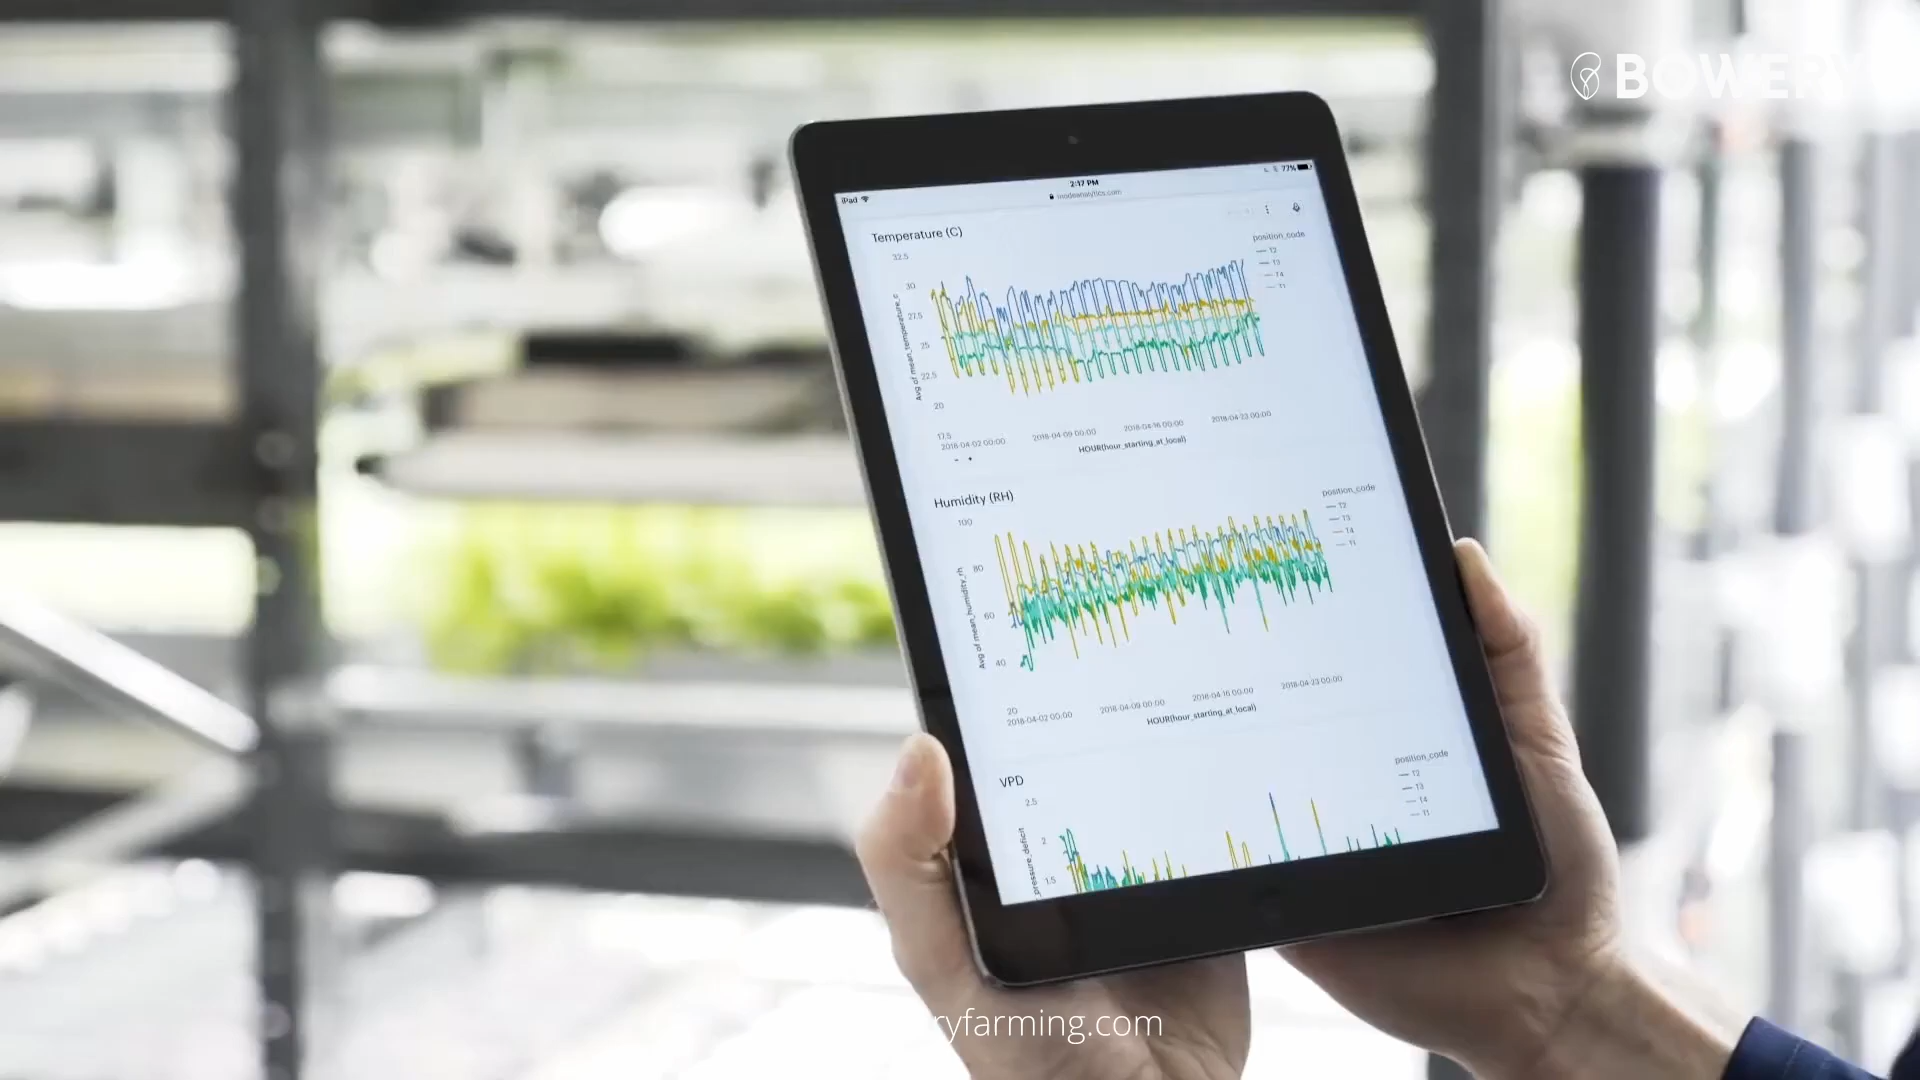 BOWERY
iPad
2:17 PM
77%
modeanalytics.com
Temperature (C)
position_code
T2
T3
T4
T1
32.5
30
27.5
25
22.5
20
17.5
Avg of mean_temperature_c
2018-04-02 00:00
2018-04-09 00:00
2018-04-16 00:00
2018-04-23 00:00
HOUR(hour_starting_at_local)
Humidity (RH)
position_code
T2
T3
T4
T1
100
80
60
40
20
Avg of mean_humidity_rh
2018-04-02 00:00
2018-04-09 00:00
2018-04-16 00:00
2018-04-23 00:00
HOUR(hour_starting_at_local)
VPD
position_code
T2
T3
T4
T1
2.5
2
1.5
pressure_deficit
ryfarming.com